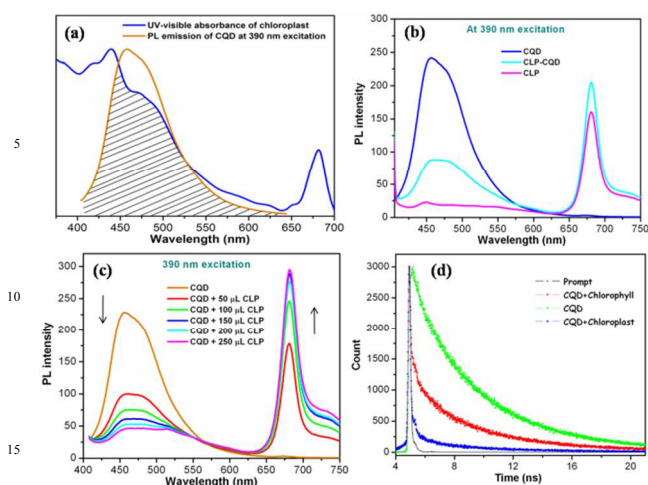 (a)
UV-visible absorbance of chloroplast
PL emission of CQD at 390 nm excitation
400 450 500 550 600 650 700
Wavelength (nm)
(b)
At 390 nm excitation
CQD
CLP-CQD
CLP
PL intensity
300
250
200
150
100
50
0
400 450 500 550 600 650 700 750
Wavelength (nm)
5
(c)
390 nm excitation
CQD
CQD + 50 µL CLP
CQD + 100 µL CLP
CQD + 150 µL CLP
CQD + 200 µL CLP
CQD + 250 µL CLP
PL intensity
300
250
200
150
100
50
0
400 450 500 550 600 650 700 750
Wavelength (nm)
10
(d)
Prompt
CQD+Chlorophyll
CQD
CQD+Chloroplast
Count
3000
2500
2000
1500
1000
500
0
4 8 12 16 20
Time (ns)
15